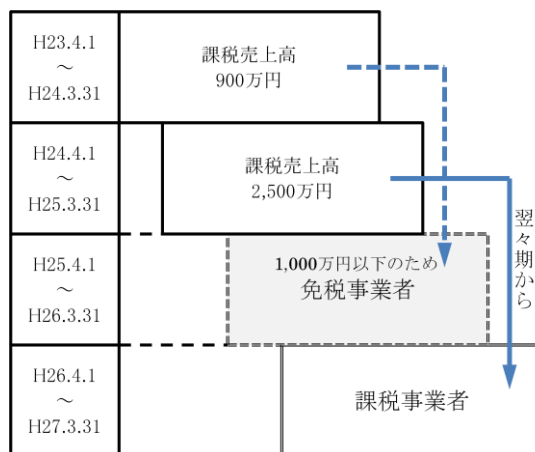 H23.4.1
～
H24.3.31
課税売上高
900万円
H24.4.1
～
H25.3.31
課税売上高
2,500万円
翌々期から
H25.4.1
～
H26.3.31
1,000万円以下のため
免税事業者
H26.4.1
～
H27.3.31
課税事業者